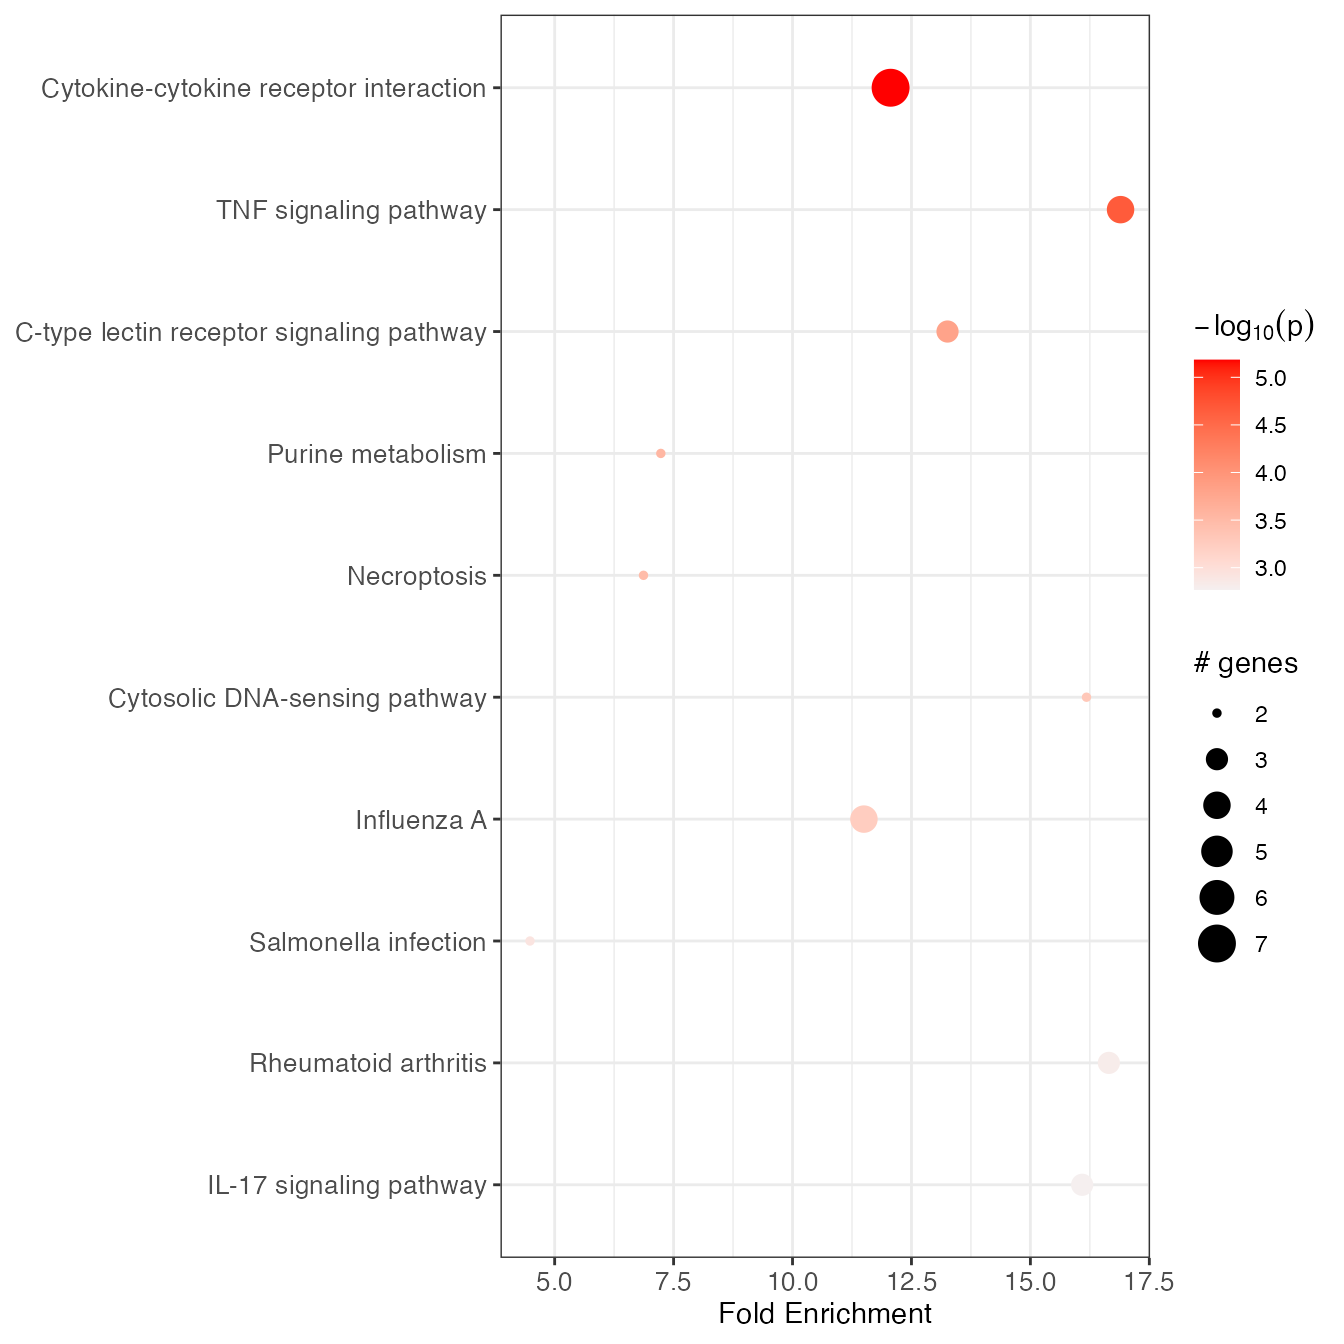 Cytokine-cytokine receptor interaction
TNF signaling pathway
C-type lectin receptor signaling pathway
Purine metabolism
Necroptosis
Cytosolic DNA-sensing pathway
Influenza A
Salmonella infection
Rheumatoid arthritis
IL-17 signaling pathway
5.0 7.5 10.0 12.5 15.0 17.5
Fold Enrichment
−log₁₀(p)
5.0
4.5
4.0
3.5
3.0
# genes
2
3
4
5
6
7